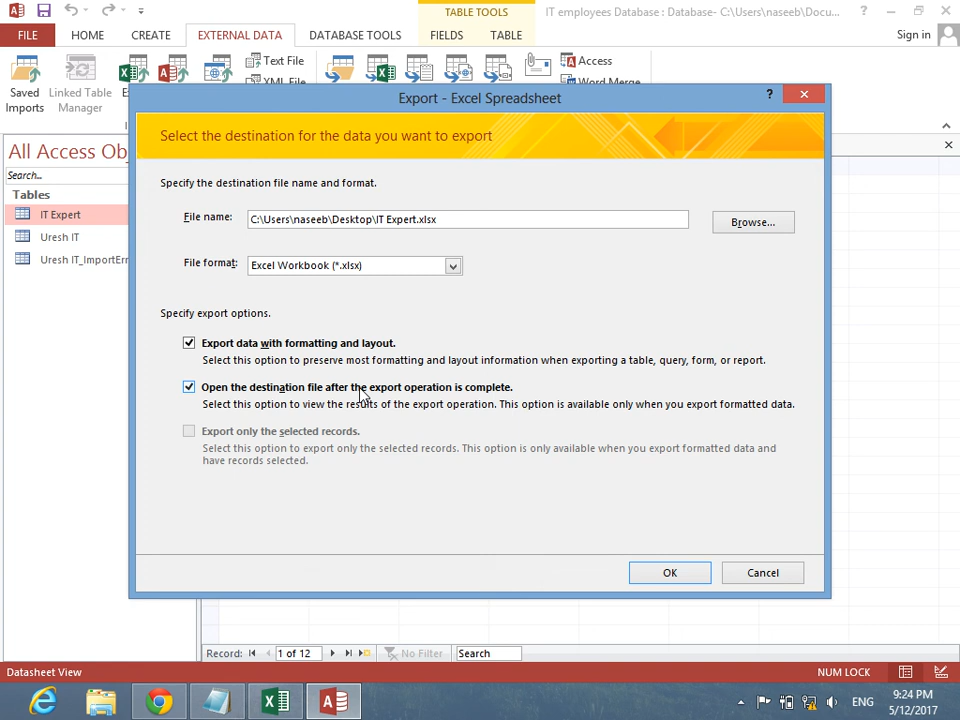 TABLE TOOLS
IT employees Database : Database- C:\Users\naseeb\Docu...
?
FILE
HOME
CREATE
EXTERNAL DATA
DATABASE TOOLS
FIELDS
TABLE
Sign in
Saved
Imports
Linked Table
Manager
Text File
XML File
Access
Word Merge
Export - Excel Spreadsheet
?
Select the destination for the data you want to export
Specify the destination file name and format.
File name:
C:\Users\naseeb\Desktop\IT Expert.xlsx
Browse...
File format:
Excel Workbook (*.xlsx)
Specify export options.
Export data with formatting and layout.
Select this option to preserve most formatting and layout information when exporting a table, query, form, or report.
Open the destination file after the export operation is complete.
Select this option to view the results of the export operation. This option is available only when you export formatted data.
Export only the selected records.
Select this option to export only the selected records. This option is only available when you export formatted data and
have records selected.
OK
Cancel
All Access Ob
Search...
Tables
IT Expert
Uresh IT
Uresh IT_ImportErr
Record:
1 of 12
No Filter
Search
Datasheet View
NUM LOCK
ENG
9:24 PM
5/12/2017